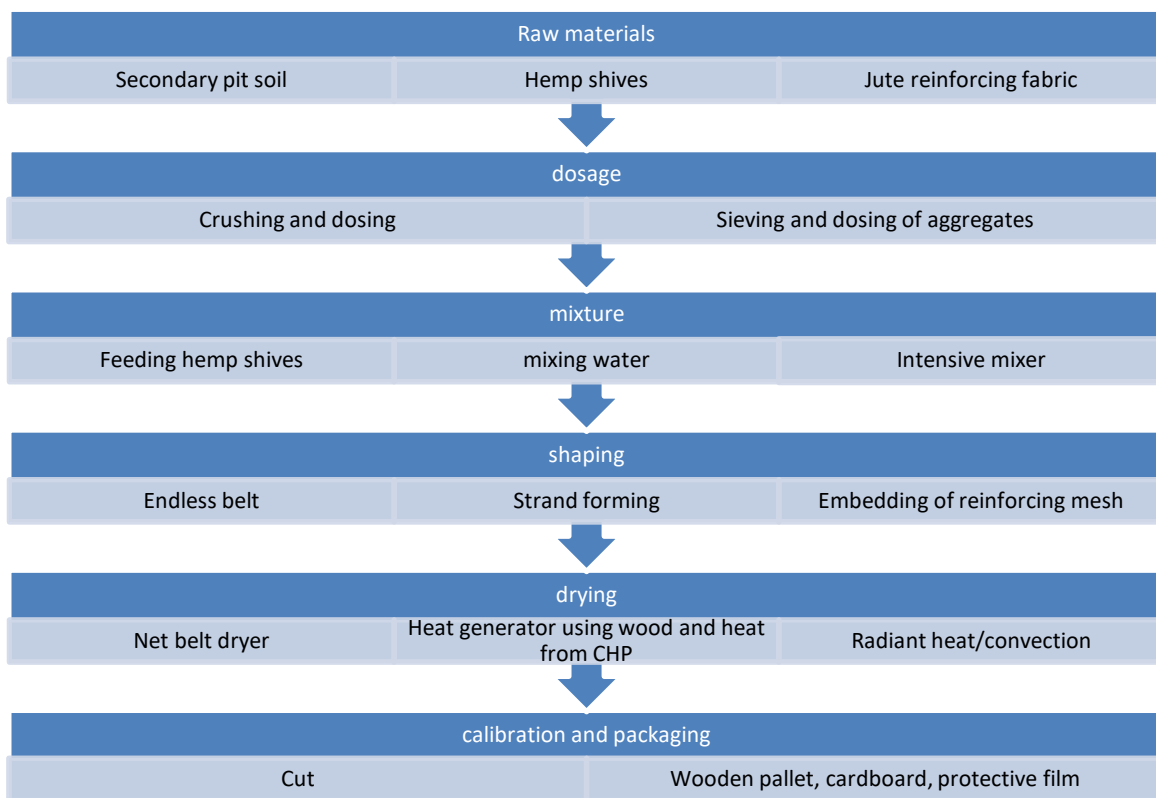 Raw materials
Secondary pit soil
Hemp shives
Jute reinforcing fabric
dosage
Crushing and dosing
Sieving and dosing of aggregates
mixture
Feeding hemp shives
mixing water
Intensive mixer
shaping
Endless belt
Strand forming
Embedding of reinforcing mesh
drying
Net belt dryer
Heat generator using wood and heat
from CHP
Radiant heat/convection
calibration and packaging
Cut
Wooden pallet, cardboard, protective film